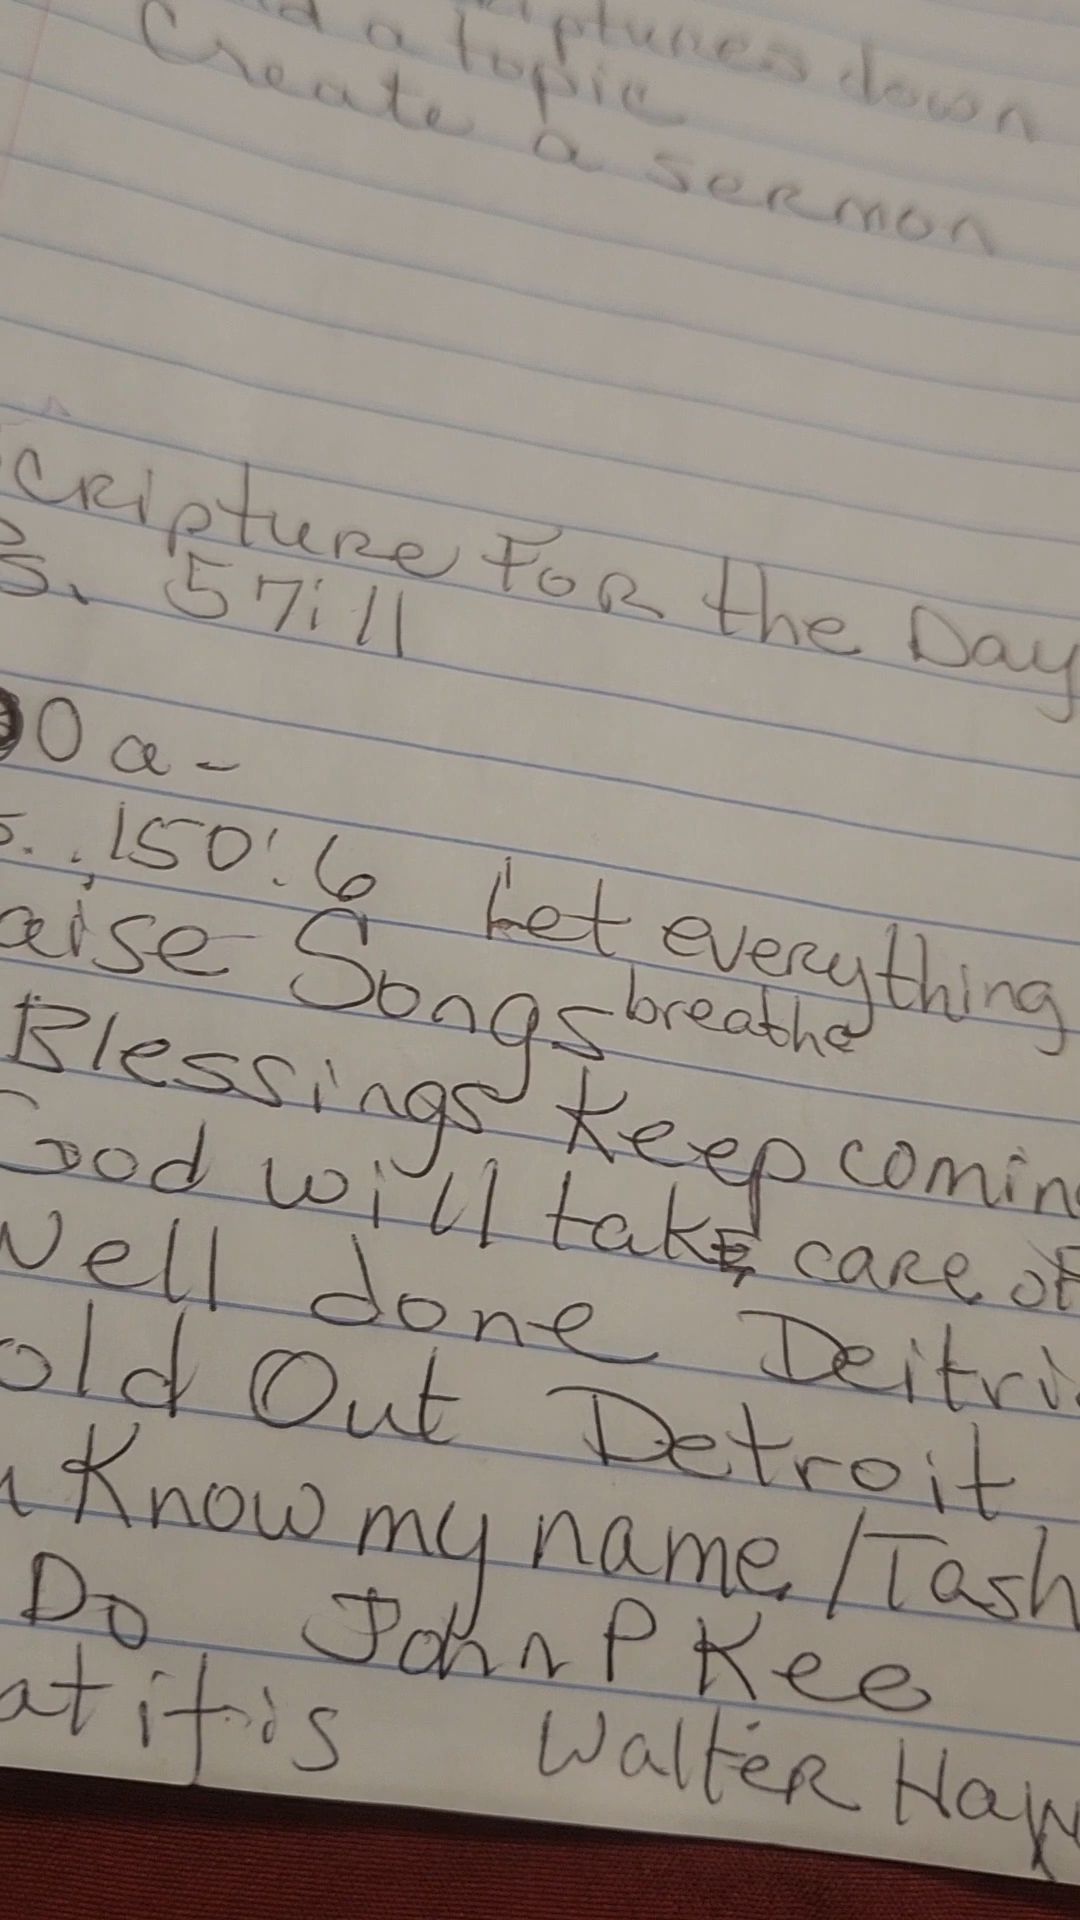 a topic down
Create a sermon
cripture For the Day
s. 57:11
0 a-
s. 150:6 Let everything
aise Songs breathe
Blessings Keep coming
God will take care of
Well done Deitri
old Out Detroit
Know my name / Tash
Do John P Kee
at if is Walter Haw